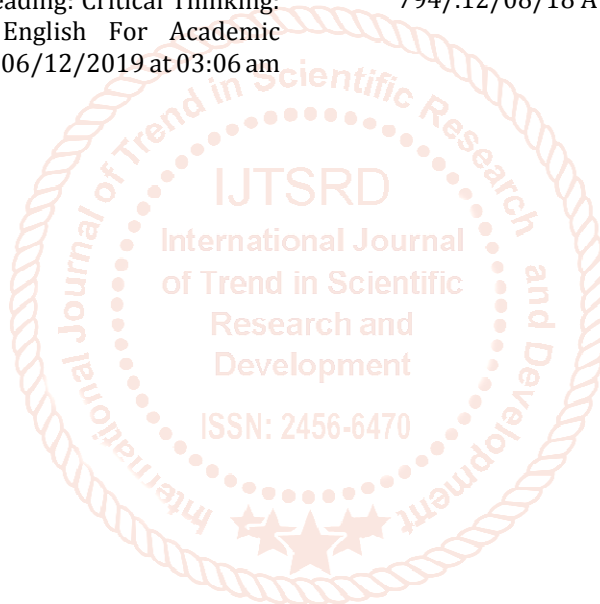 eading: Critical Thinking:
English For Academic
06/12/2019 at 03:06 am
794/.12/08/18 A
International Journal of Trend in Scientific Research and Development
IJTSRD
International Journal
of Trend in Scientific
Research and
Development
ISSN: 2456-6470